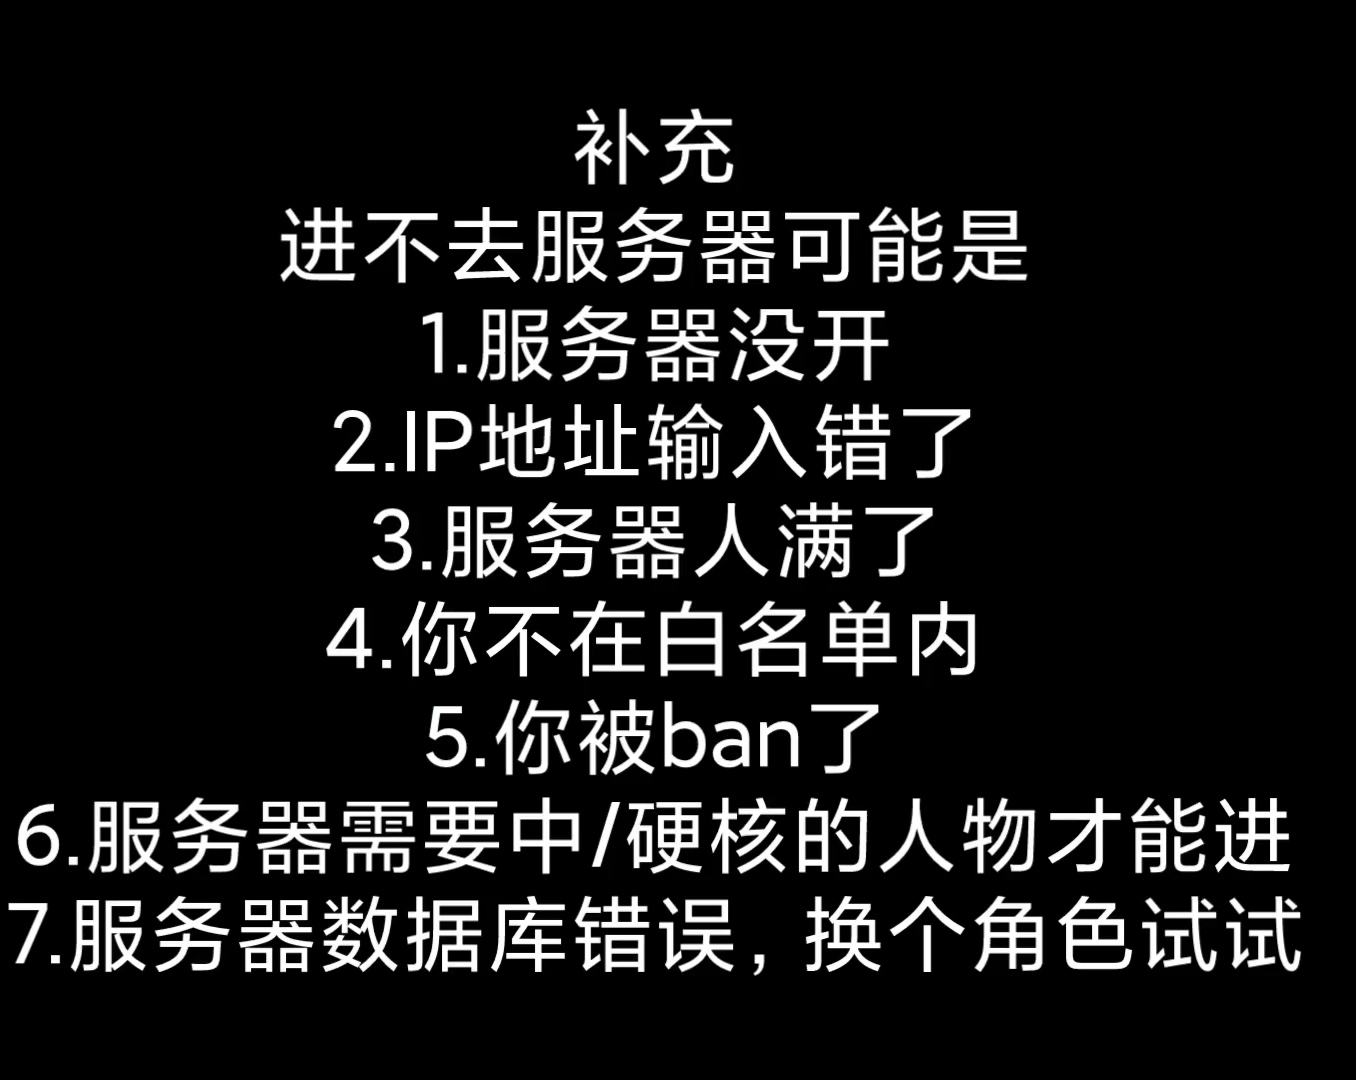 补充
进不去服务器可能是
1.服务器没开
2.IP地址输入错了
3.服务器人满了
4.你不在白名单内
5.你被ban了
6.服务器需要中/硬核的人物才能进
7.服务器数据库错误，换个角色试试